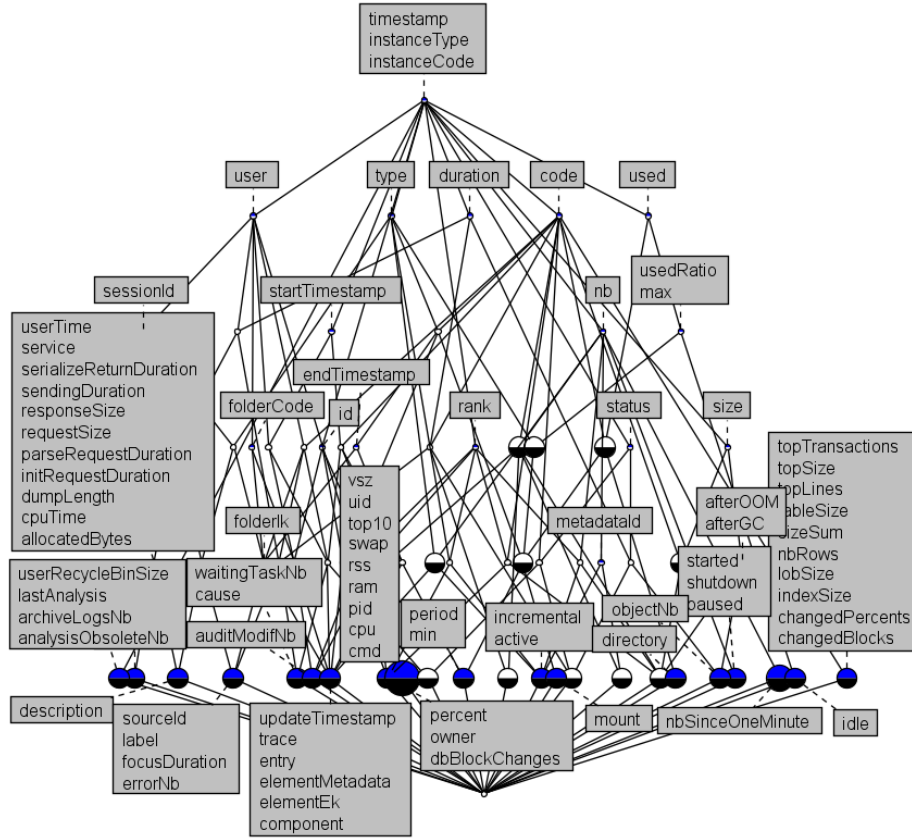 timestamp
instanceType
instanceCode
user
type
duration
code
used
usedRatio
max
sessionId
startTimestamp
nb
userTime
service
serializeReturnDuration
sendingDuration
responseSize
requestSize
parseRequestDuration
initRequestDuration
dumpLength
cpuTime
allocatedBytes
endTimestamp
folderCode
id
rank
status
size
topTransactions
topSize
topLines
ableSize
sizeSum
nbRows
lobSize
indexSize
changedPercents
changedBlocks
vsz
uid
top10
swap
rss
ram
pid
cpu
cmd
afterOOM
afterGC
folderIk
metadataId
started
shutdown
paused
userRecycleBinSize
lastAnalysis
archiveLogsNb
analysisObsoleteNb
waitingTaskNb
cause
period
min
incremental
active
objectNb
auditModifNb
directory
description
sourceId
label
focusDuration
errorNb
updateTimestamp
trace
entry
elementMetadata
elementEk
component
percent
owner
dbBlockChanges
mount
nbSinceOneMinute
idle